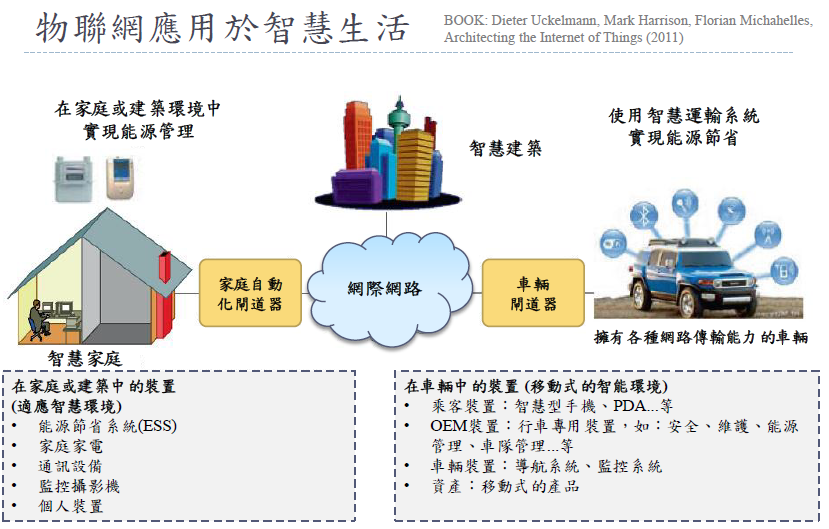 物聯網應用於智慧生活
BOOK: Dieter Uckelmann, Mark Harrison, Florian Michahelles,
Architecting the Internet of Things (2011)
在家庭或建築環境中
實現能源管理
智慧建築
使用智慧運輸系統
實現能源節省
家庭自動
化閘道器
網際網路
車輛
閘道器
智慧家庭
擁有各種網路傳輸能力的車輛
在家庭或建築中的裝置
(適應智慧環境)
• 能源節省系統(ESS)
• 家庭家電
• 通訊設備
• 監控攝影機
• 個人裝置
在車輛中的裝置 (移動式的智能環境)
• 乘客裝置：智慧型手機、PDA...等
• OEM裝置：行車專用裝置，如：安全、維護、能源
管理、車隊管理...等
• 車輛裝置：導航系統、監控系統
• 資產：移動式的產品